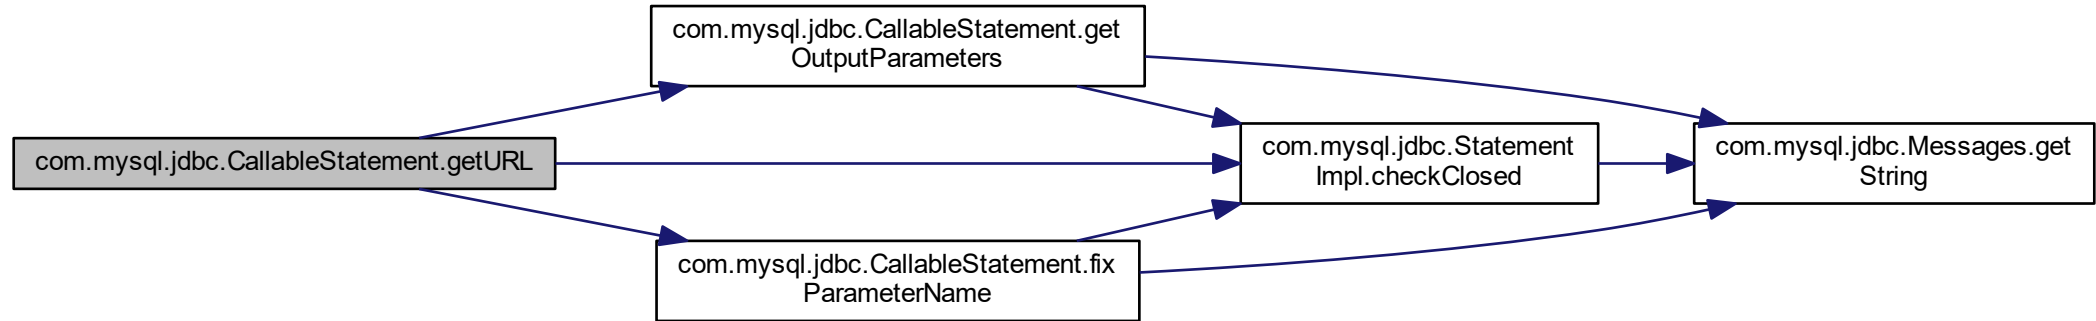 com.mysql.jdbc.CallableStatement.get
OutputParameters
com.mysql.jdbc.CallableStatement.getURL
com.mysql.jdbc.Statement
Impl.checkClosed
com.mysql.jdbc.Messages.get
String
com.mysql.jdbc.CallableStatement.fix
ParameterName